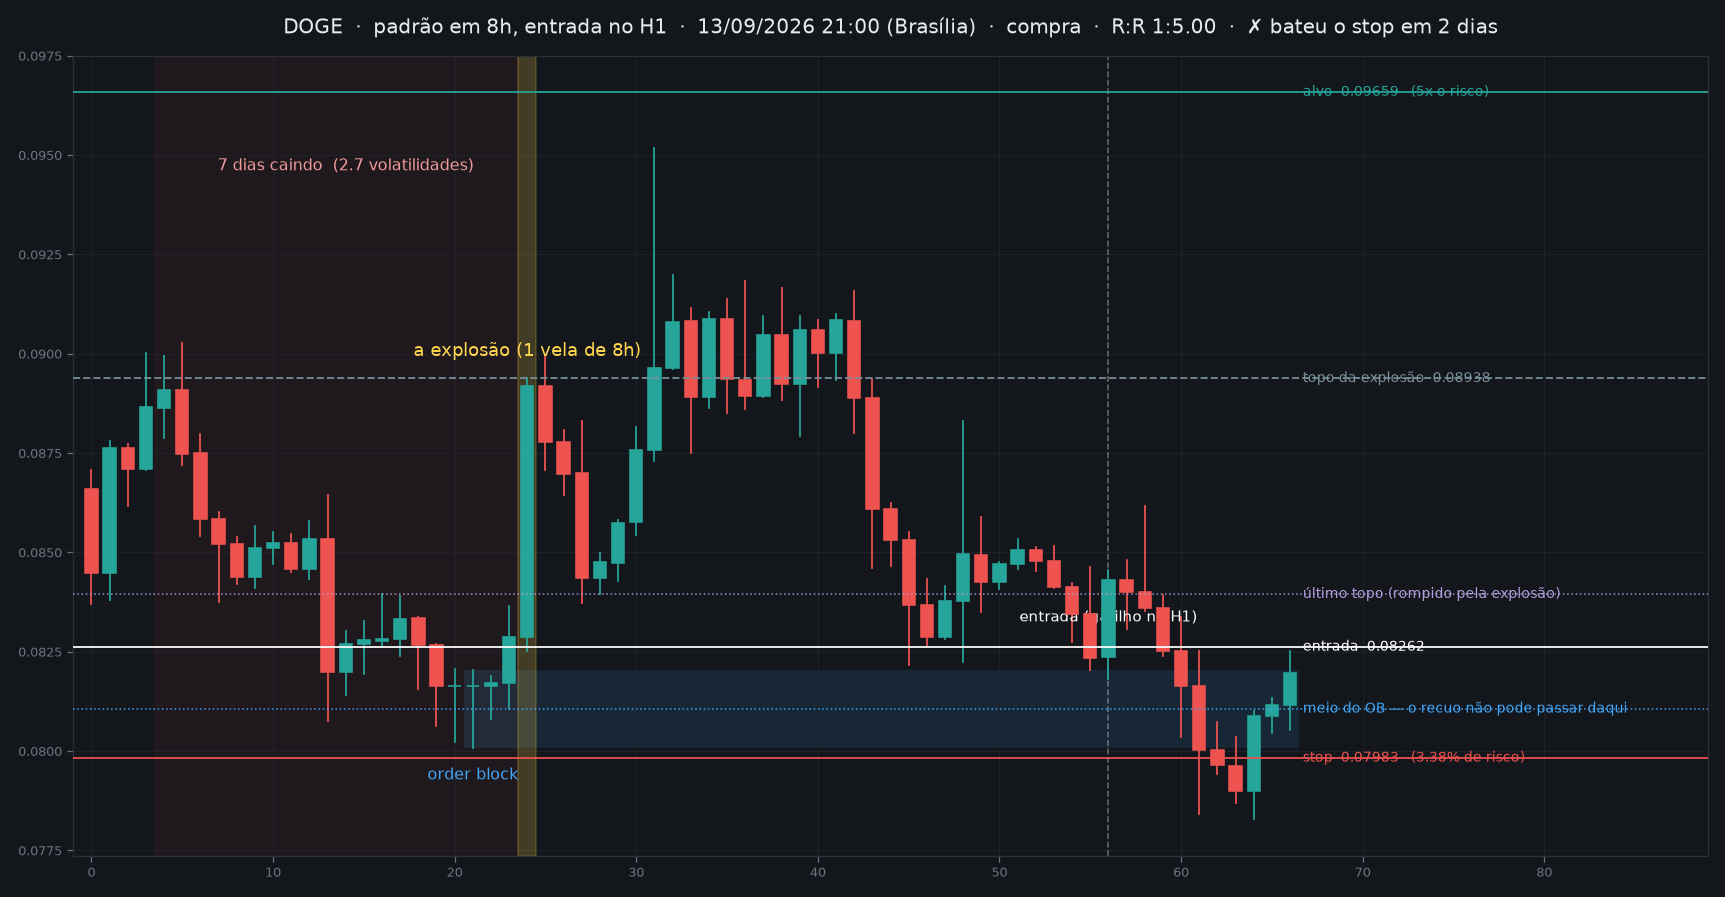 DOGE · padrão em 8h, entrada no H1 · 13/09/2026 21:00 (Brasília) · compra · R:R 1:5.00 · ✗ bateu o stop em 2 dias
0.0975
alvo 0.09659 (5x o risco)
0.0950
7 dias caindo (2.7 volatilidades)
0.0925
a explosão (1 vela de 8h)
0.0900
topo da explosão 0.08938
0.0875
0.0850
último topo (rompido pela explosão)
entrada (gatilho no H1)
0.0825
entrada 0.08262
meio do OB — o recuo não pode passar daqui
0.0800
stop 0.07983 (3.38% de risco)
order block
0.0775
0 10 20 30 40 50 60 70 80